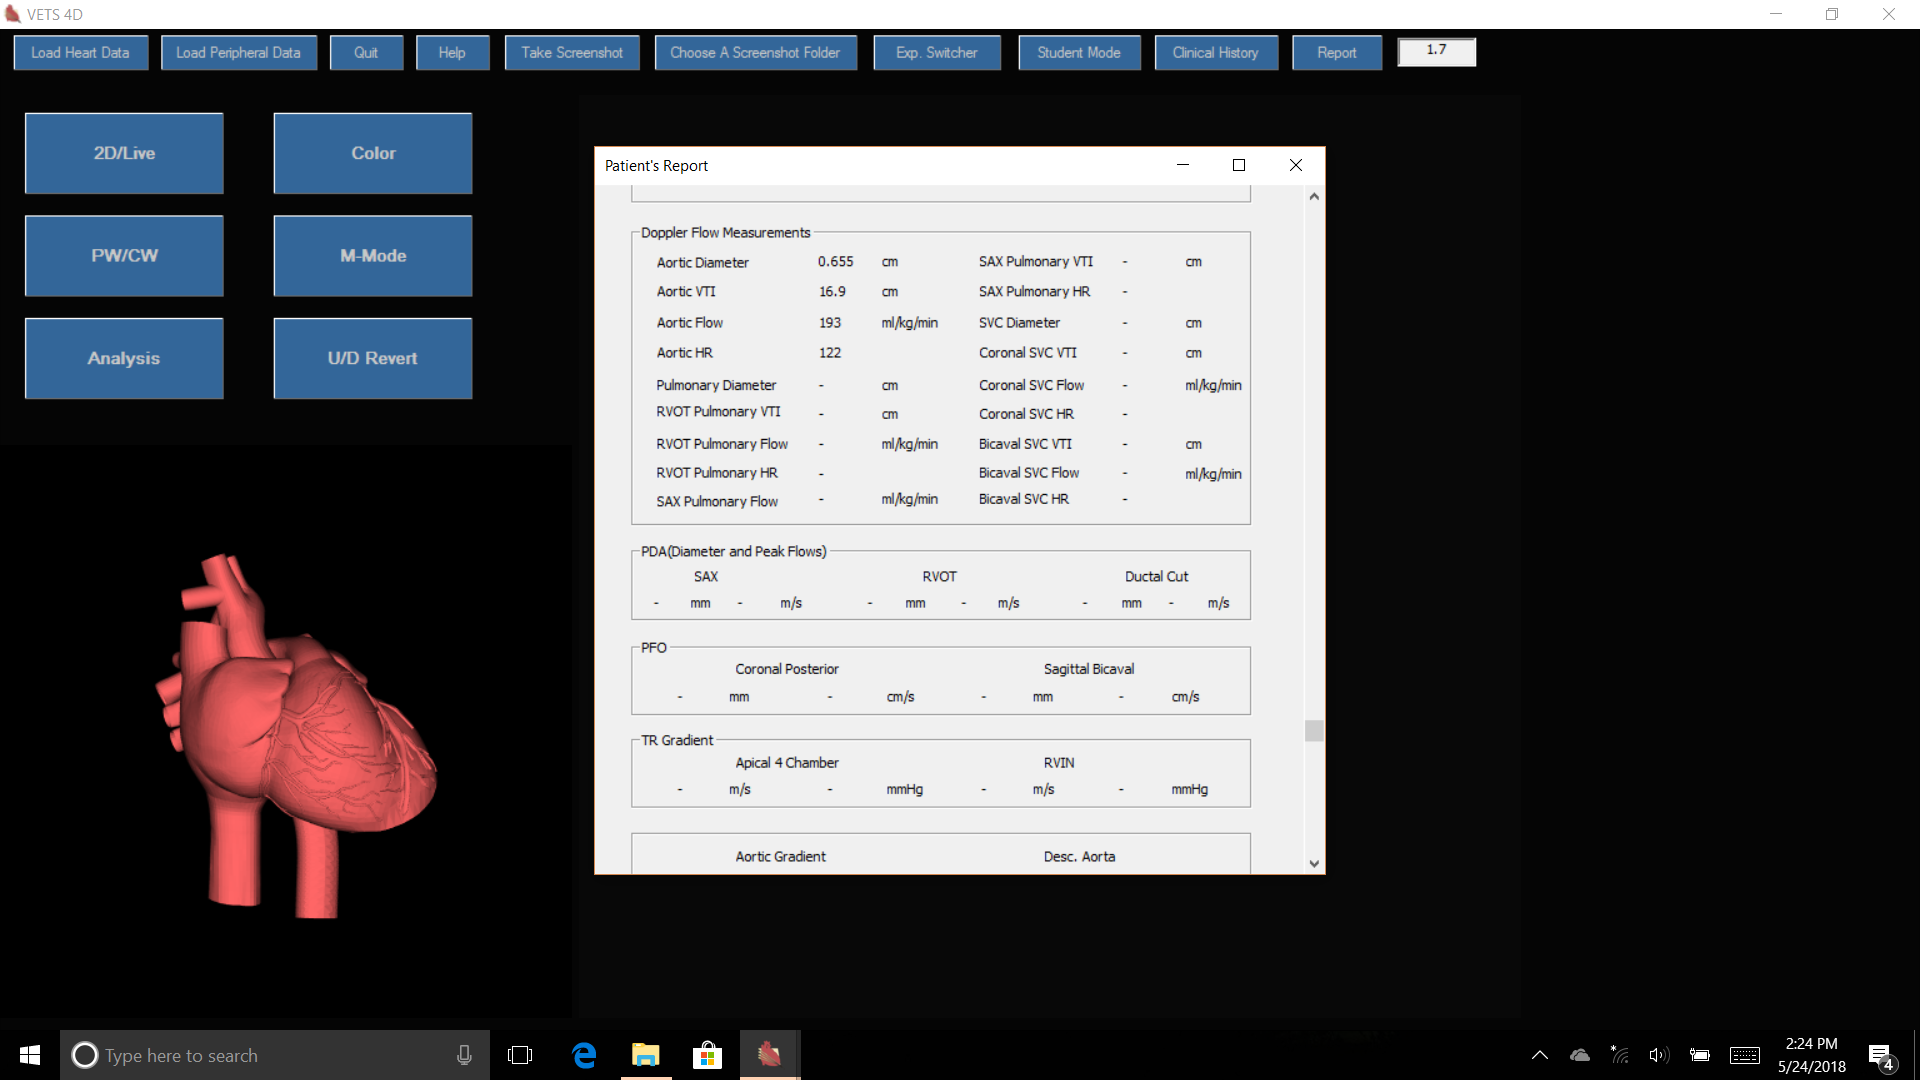 VETS 4D
Load Heart Data Load Peripheral Data Quit Help Take Screenshot Choose A Screenshot Folder Exp. Switcher Student Mode Clinical History Report 1.7
2D/Live Color
PW/CW M-Mode
Analysis U/D Revert
Patient's Report
Doppler Flow Measurements
Aortic Diameter 0.655 cm SAX Pulmonary VTI - cm
Aortic VTI 16.9 cm SAX Pulmonary HR -
Aortic Flow 193 ml/kg/min SVC Diameter - cm
Aortic HR 122 Coronal SVC VTI - cm
Pulmonary Diameter - cm Coronal SVC Flow - ml/kg/min
RVOT Pulmonary VTI - cm Coronal SVC HR -
RVOT Pulmonary Flow - ml/kg/min Bicaval SVC VTI - cm
RVOT Pulmonary HR - Bicaval SVC Flow - ml/kg/min
SAX Pulmonary Flow - ml/kg/min Bicaval SVC HR -
PDA(Diameter and Peak Flows)
SAX RVOT Ductal Cut
- mm - m/s - mm - m/s - mm - m/s
PFO
Coronal Posterior Sagittal Bicaval
- mm - cm/s - mm - cm/s
TR Gradient
Apical 4 Chamber RVIN
- m/s - mmHg - m/s - mmHg
Aortic Gradient Desc. Aorta
Type here to search
2:24 PM
5/24/2018
4